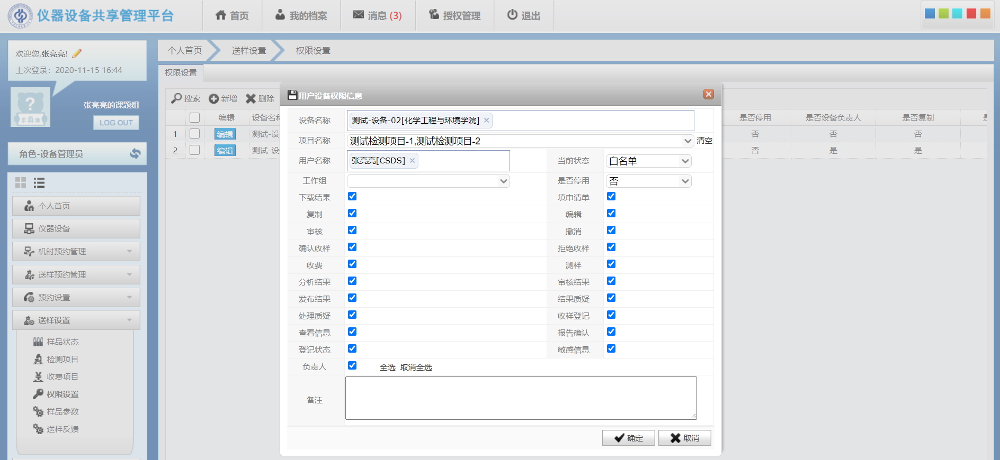 仪器设备共享管理平台
首页
我的档案
消息 (3)
授权管理
退出
欢迎您,张亮亮!
上次登录：2020-11-15 16:44
张亮亮的课题组
LOG OUT
角色-设备管理员
个人首页
仪器设备
机时预约管理
送样预约管理
预约设置
送样设置
样品状态
检测项目
收费项目
权限设置
样品参数
送样反馈
个人首页 送样设置 权限设置
权限设置
搜索 新增 删除
编辑 设备名称 是否停用 是否设备负责人 是否复制
1 编辑 测试-设 否 否 否
2 编辑 测试-设 否 是 是
用户设备权限信息
设备名称 测试-设备-02[化学工程与环境学院] ×
项目名称 测试检测项目-1,测试检测项目-2 清空
用户名称 张亮亮[CSDS] × 当前状态 白名单
工作组 是否停用 否
下载结果 填申请单
复制 编辑
审核 撤消
确认收样 拒绝收样
收费 测样
分析结果 审核结果
发布结果 结果质疑
处理质疑 收样登记
查看信息 报告确认
登记状态 敏感信息
负责人 全选 取消全选
备注
确定 取消